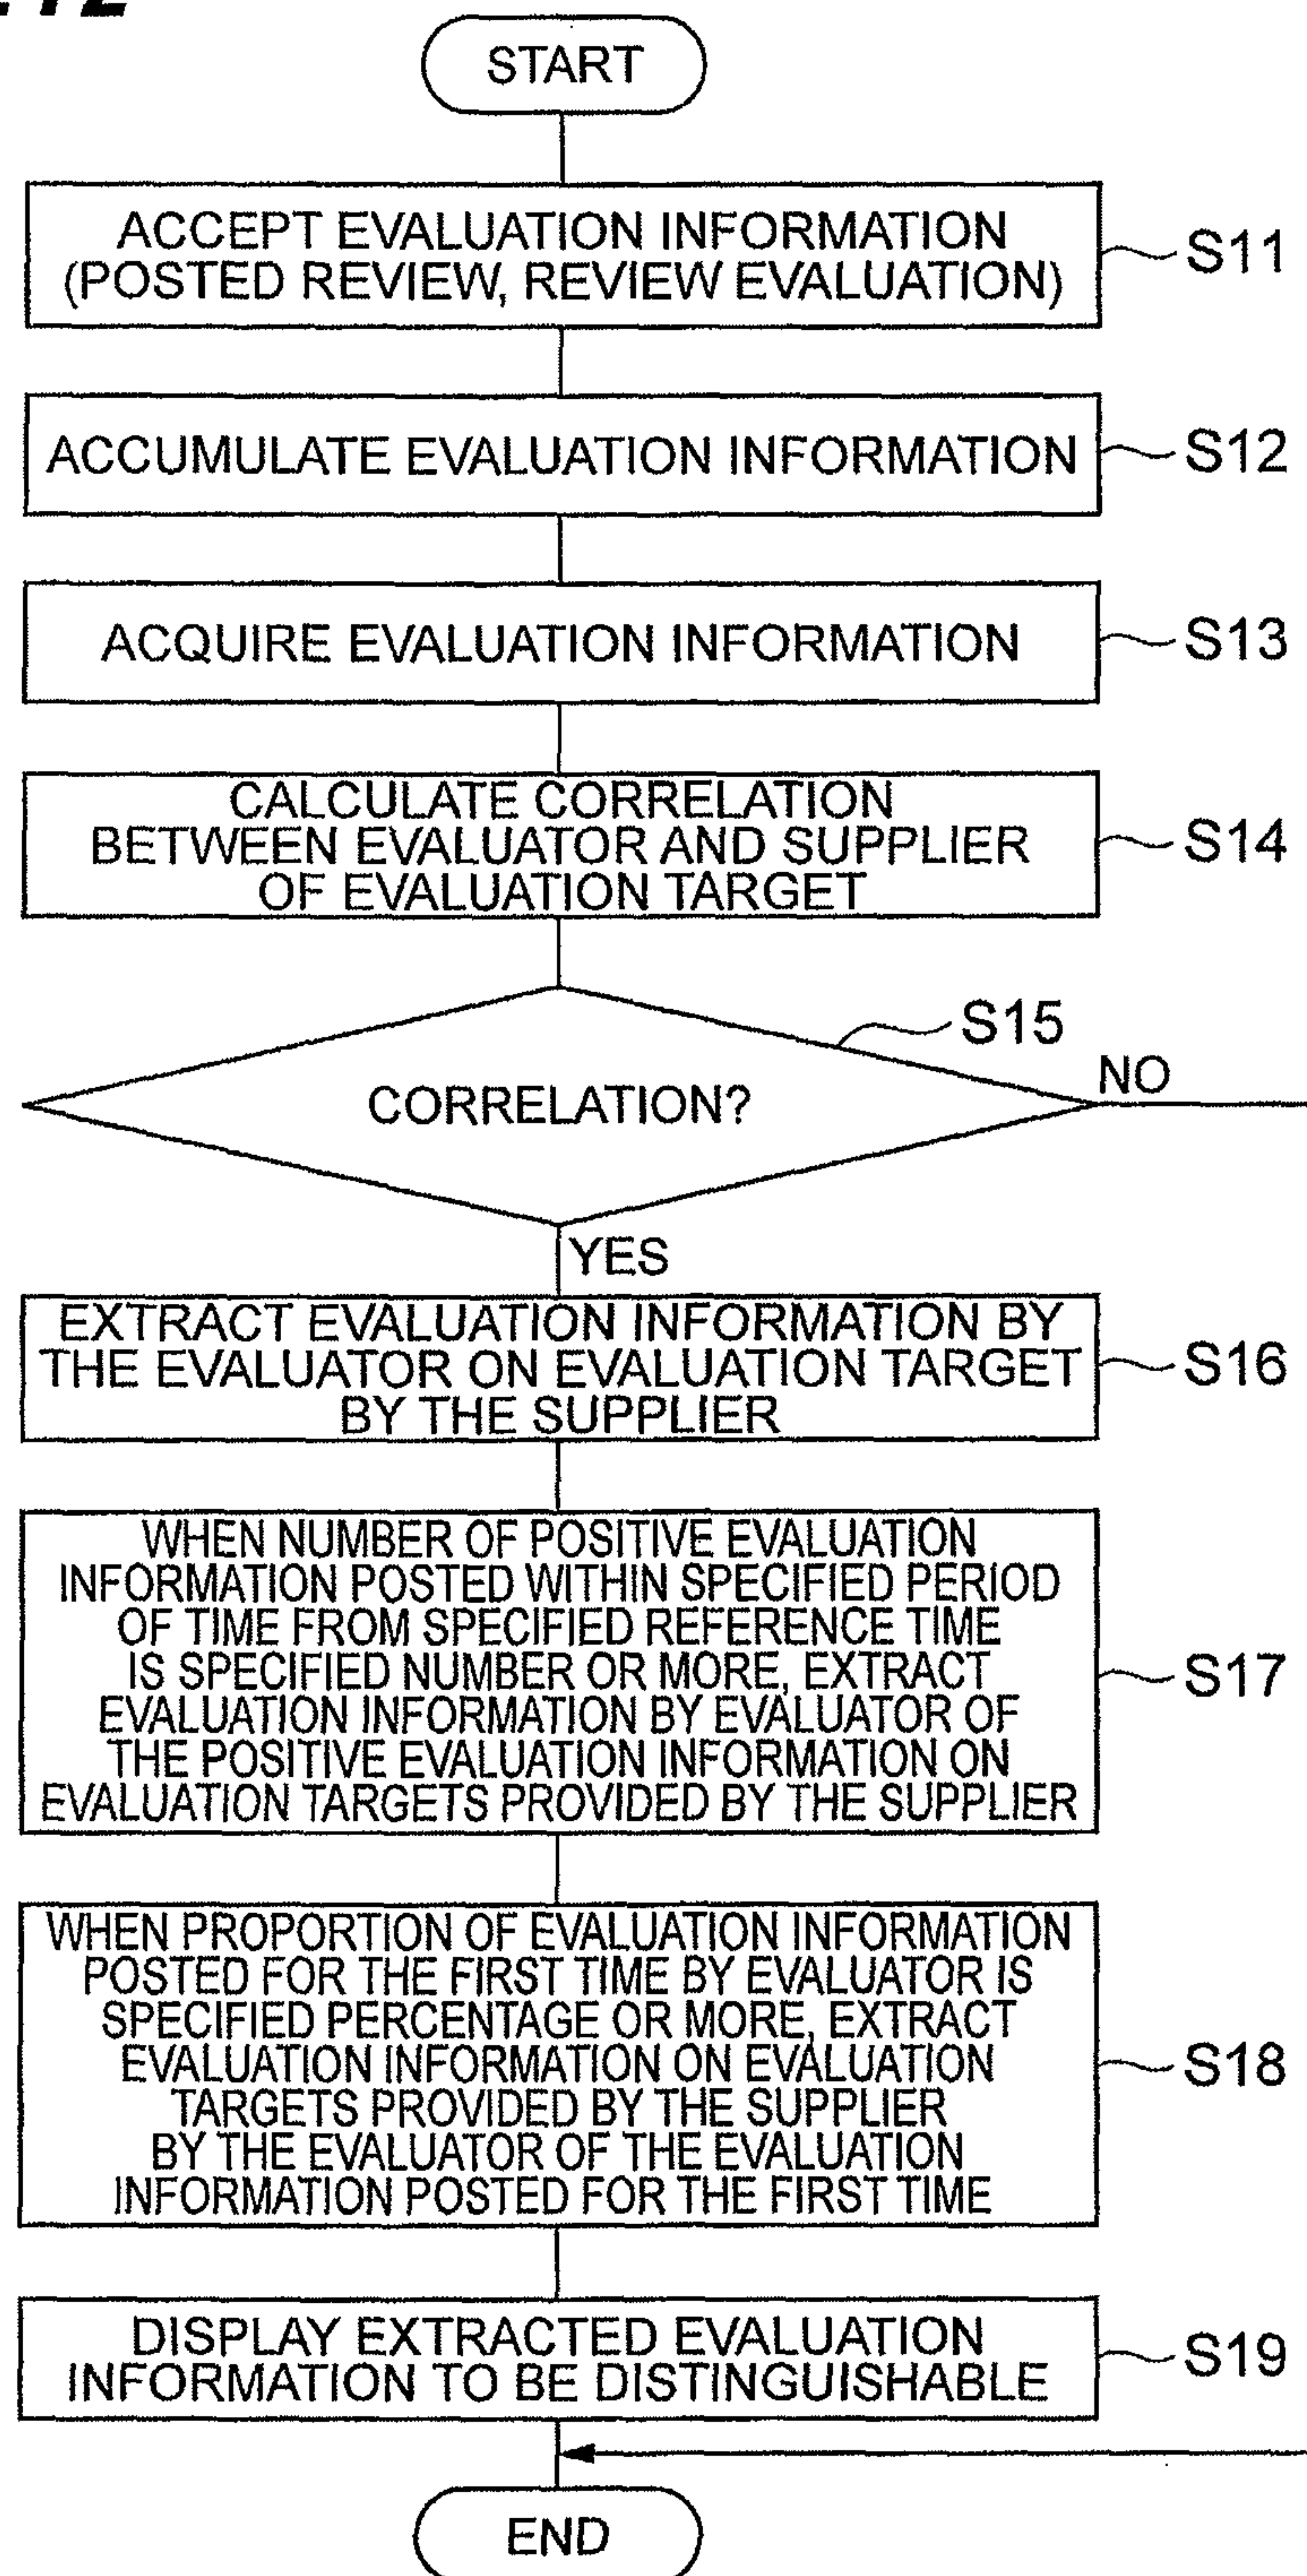 START
ACCEPT EVALUATION INFORMATION
(POSTED REVIEW, REVIEW EVALUATION)
S11
ACCUMULATE EVALUATION INFORMATION
S12
ACQUIRE EVALUATION INFORMATION
S13
CALCULATE CORRELATION
BETWEEN EVALUATOR AND SUPPLIER
OF EVALUATION TARGET
S14
S15
CORRELATION?
NO
YES
EXTRACT EVALUATION INFORMATION BY
THE EVALUATOR ON EVALUATION TARGET
BY THE SUPPLIER
S16
WHEN NUMBER OF POSITIVE EVALUATION
INFORMATION POSTED WITHIN SPECIFIED PERIOD
OF TIME FROM SPECIFIED REFERENCE TIME
IS SPECIFIED NUMBER OR MORE, EXTRACT
EVALUATION INFORMATION BY EVALUATOR OF
THE POSITIVE EVALUATION INFORMATION ON
EVALUATION TARGETS PROVIDED BY THE SUPPLIER
S17
WHEN PROPORTION OF EVALUATION INFORMATION
POSTED FOR THE FIRST TIME BY EVALUATOR IS
SPECIFIED PERCENTAGE OR MORE, EXTRACT
EVALUATION INFORMATION ON EVALUATION
TARGETS PROVIDED BY THE SUPPLIER
BY THE EVALUATOR OF THE EVALUATION
INFORMATION POSTED FOR THE FIRST TIME
S18
DISPLAY EXTRACTED EVALUATION
INFORMATION TO BE DISTINGUISHABLE
S19
END